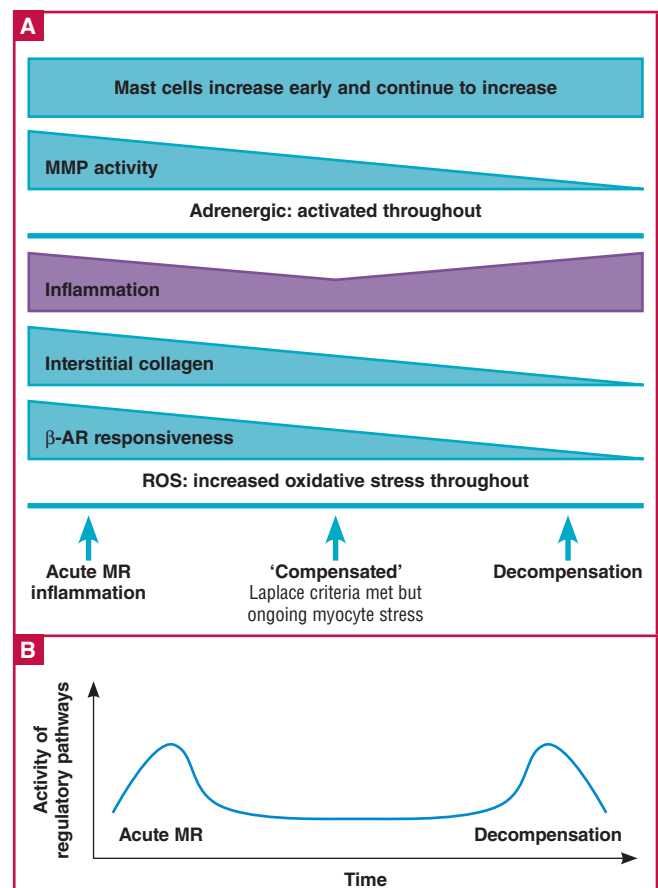 A
Mast cells increase early and continue to increase
MMP activity
Adrenergic: activated throughout
Inflammation
Interstitial collagen
β-AR responsiveness
ROS: increased oxidative stress throughout
Acute MR
inflammation
‘Compensated’
Laplace criteria met but
ongoing myocyte stress
Decompensation
B
Activity of
regulatory pathways
Acute MR
Decompensation
Time